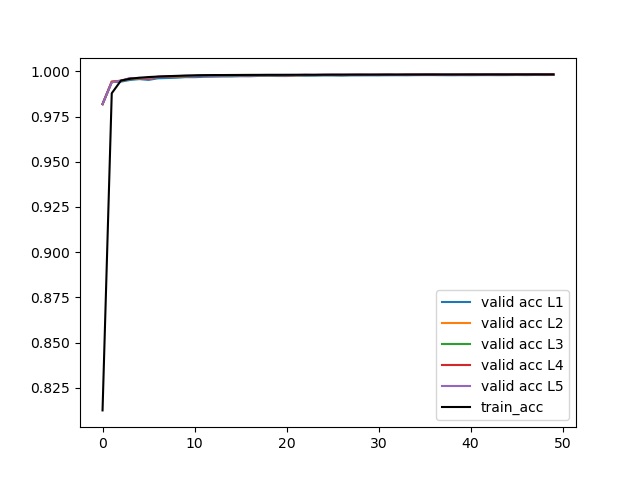 1.000
0.975
0.950
0.925
0.900
0.875
0.850
0.825
valid acc L1
valid acc L2
valid acc L3
valid acc L4
valid acc L5
train_acc
0 10 20 30 40 50